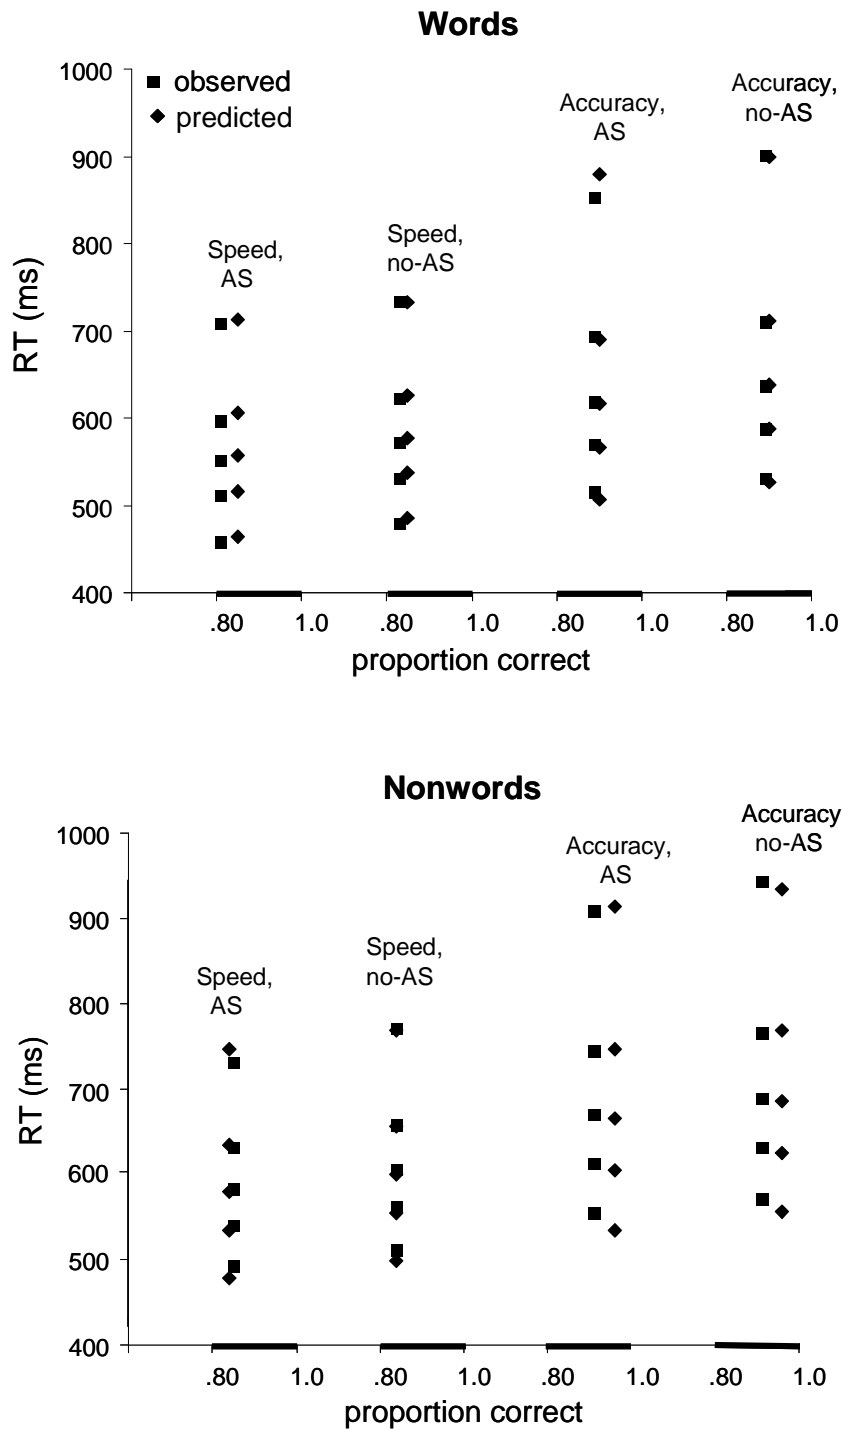 Words
1000
observed
predicted
900
800
700
600
500
400
RT (ms)
Speed,
AS
Speed,
no-AS
Accuracy,
AS
Accuracy,
no-AS
.80 1.0 .80 1.0 .80 1.0 .80 1.0
proportion correct
Nonwords
1000
900
800
700
600
500
400
RT (ms)
Speed,
AS
Speed,
no-AS
Accuracy,
AS
Accuracy
no-AS
.80 1.0 .80 1.0 .80 1.0 .80 1.0
proportion correct